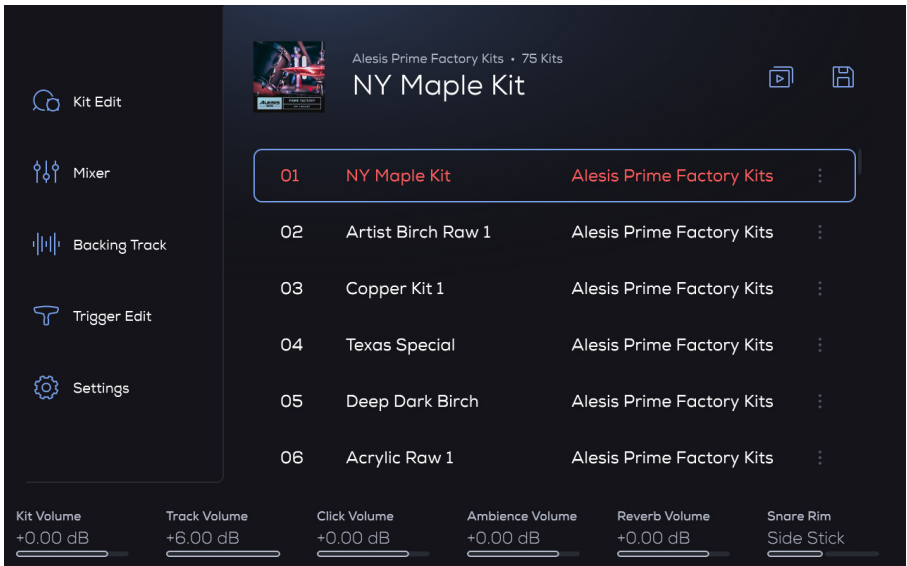 Alesis Prime Factory Kits • 75 Kits
NY Maple Kit
Kit Edit
Mixer
Backing Track
Trigger Edit
Settings
01 NY Maple Kit Alesis Prime Factory Kits
02 Artist Birch Raw 1 Alesis Prime Factory Kits
03 Copper Kit 1 Alesis Prime Factory Kits
04 Texas Special Alesis Prime Factory Kits
05 Deep Dark Birch Alesis Prime Factory Kits
06 Acrylic Raw 1 Alesis Prime Factory Kits
Kit Volume Track Volume Click Volume Ambience Volume Reverb Volume Snare Rim
+0.00 dB +6.00 dB +0.00 dB +0.00 dB +0.00 dB Side Stick